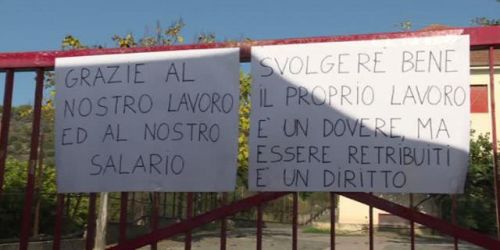 GRAZIE AL
NOSTRO LAVORO
ED AL NOSTRO
SALARIO
SVOLGERE BENE
IL PROPRIO LAVORO
E' UN DOVERE, MA
ESSERE RETRIBUITI
E' UN DIRITTO